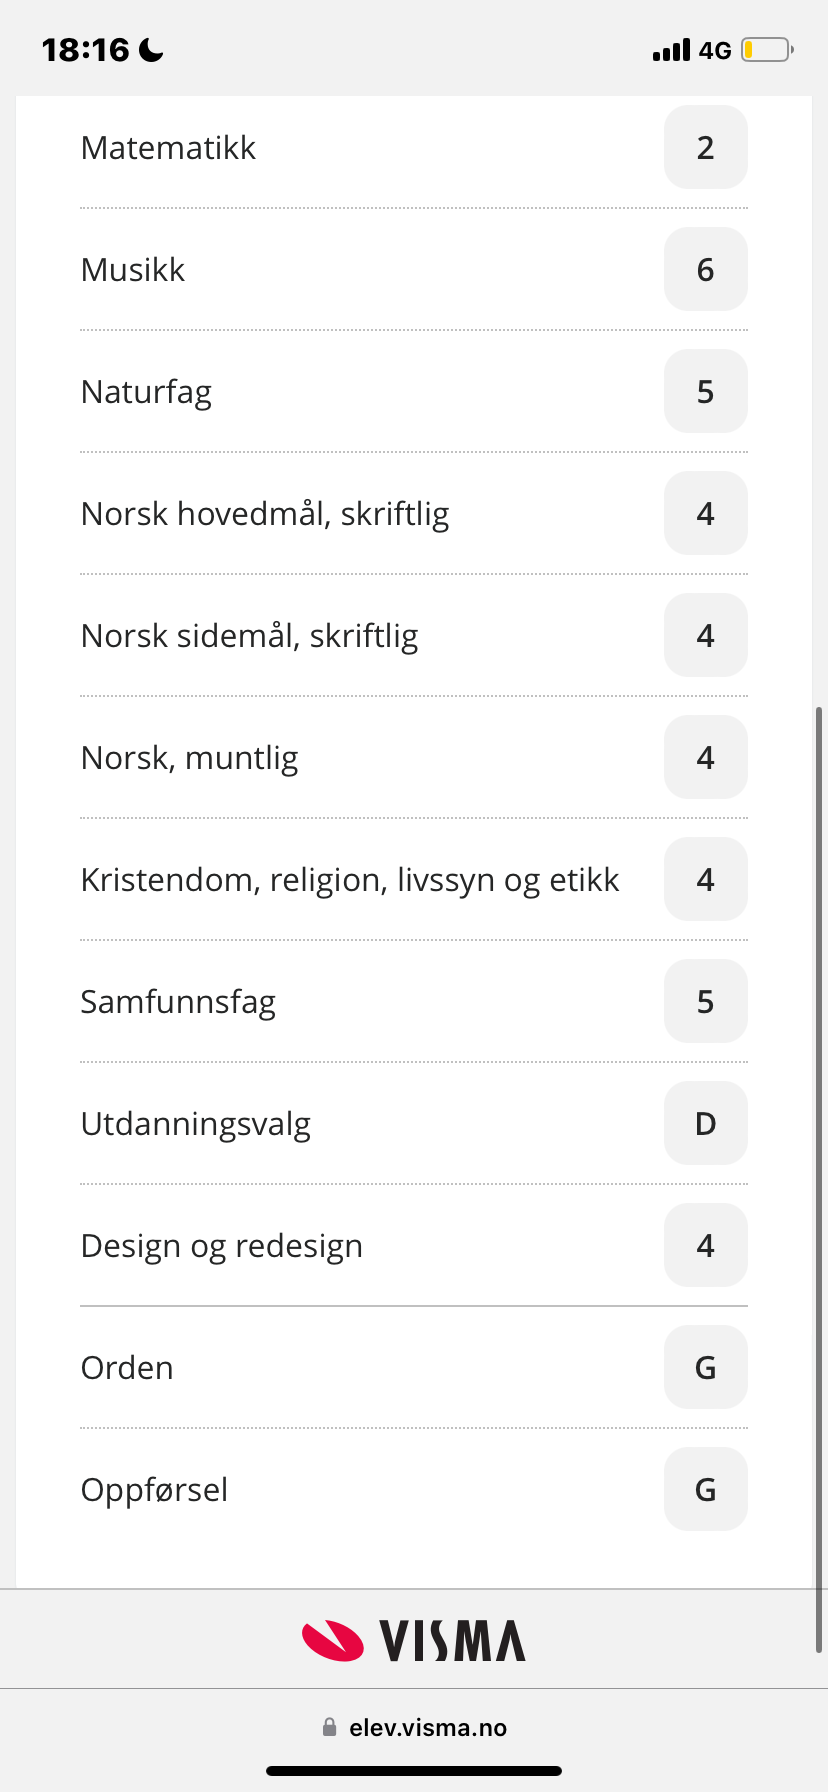 18:16 4G
Matematikk 2
Musikk 6
Naturfag 5
Norsk hovedmål, skriftlig 4
Norsk sidemål, skriftlig 4
Norsk, muntlig 4
Kristendom, religion, livssyn og etikk 4
Samfunnsfag 5
Utdanningsvalg D
Design og redesign 4
Orden G
Oppførsel G
VISMA
elev.visma.no